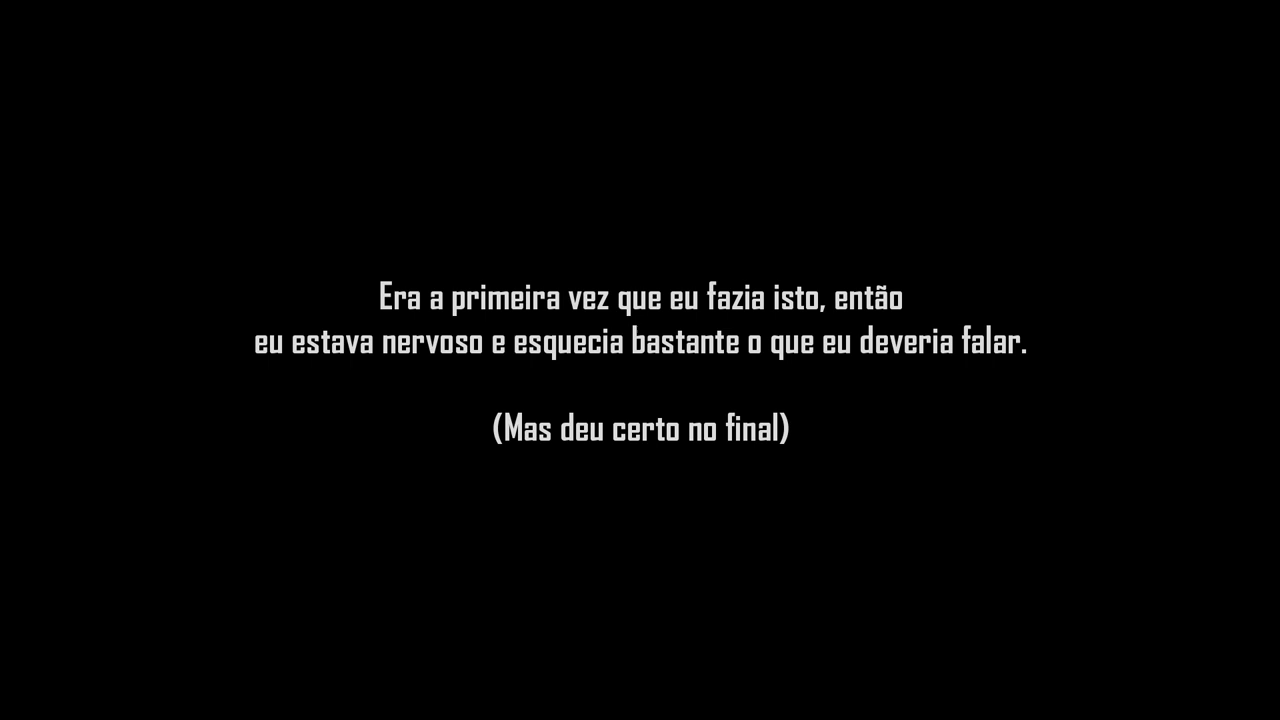 Era a primeira vez que eu fazia isto, então
eu estava nervoso e esquecia bastante o que eu deveria falar.
(Mas deu certo no final)